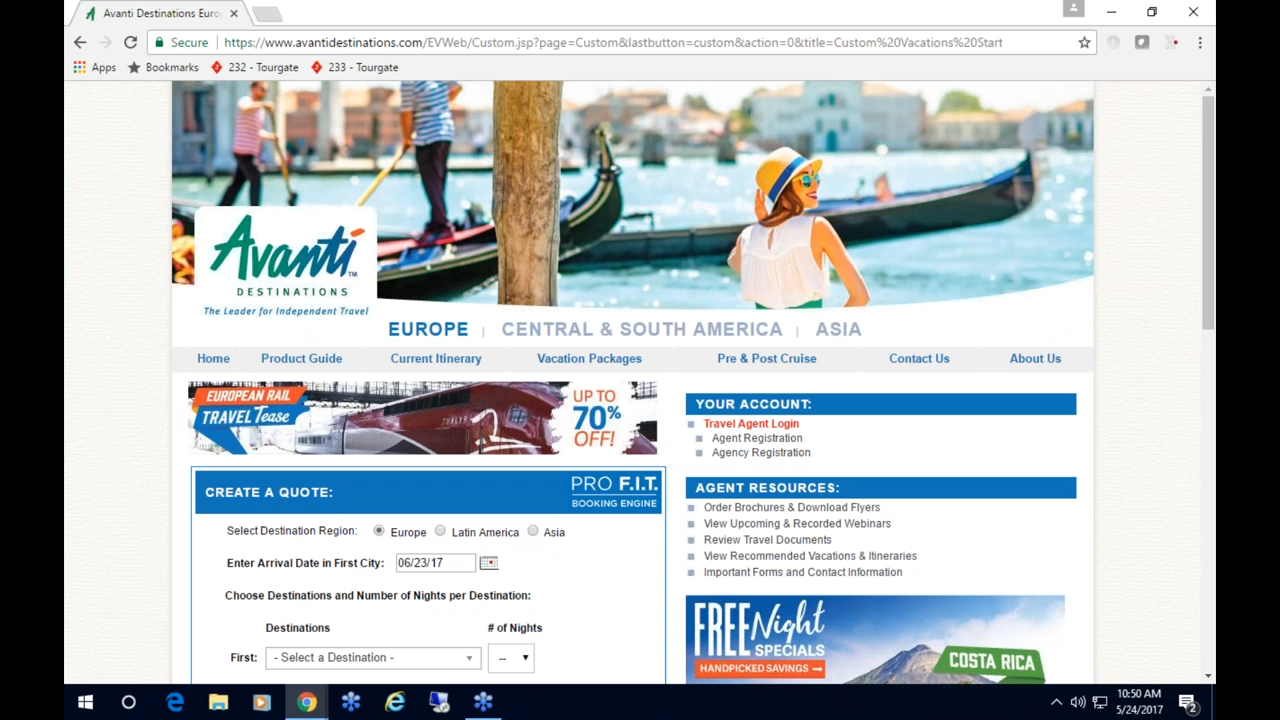 Avanti Destinations Euro
Secure
https://www.avantidestinations.com/EVWeb/Custom.jsp?page=Custom&lastbutton=custom&action=0&title=Custom%20Vacations%20Start
Apps
Bookmarks
232 - Tourgate
233 - Tourgate
Avanti™
DESTINATIONS
The Leader for Independent Travel
EUROPE | CENTRAL & SOUTH AMERICA | ASIA
Home
Product Guide
Current Itinerary
Vacation Packages
Pre & Post Cruise
Contact Us
About Us
EUROPEAN RAIL
TRAVEL Tease
THALYS
UP TO
70%
OFF!
CREATE A QUOTE:
PRO F.I.T.
BOOKING ENGINE
Select Destination Region:
Europe
Latin America
Asia
Enter Arrival Date in First City:
06/23/17
Choose Destinations and Number of Nights per Destination:
Destinations
# of Nights
First:
- Select a Destination -
--
YOUR ACCOUNT:
Travel Agent Login
Agent Registration
Agency Registration
AGENT RESOURCES:
Order Brochures & Download Flyers
View Upcoming & Recorded Webinars
Review Travel Documents
View Recommended Vacations & Itineraries
Important Forms and Contact Information
FREE Night
SPECIALS
HANDPICKED SAVINGS
COSTA RICA
10:50 AM
5/24/2017
2